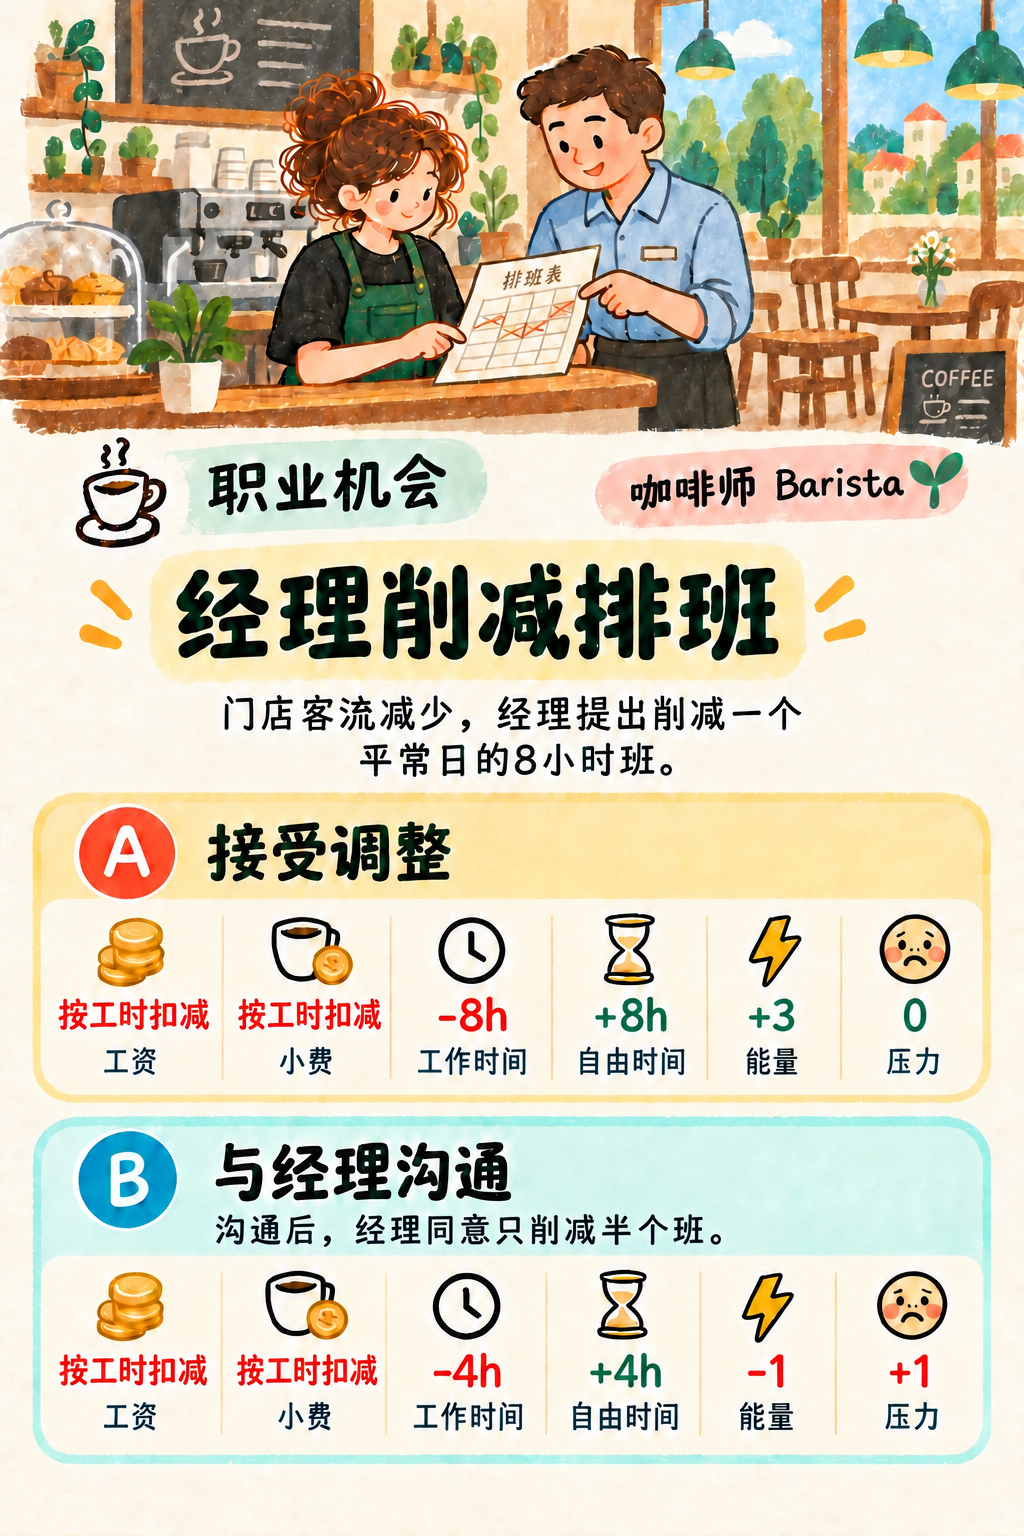 排班表
COFFEE
职业机会
咖啡师 Barista
经理削减排班
门店客流减少，经理提出削减一个
平常日的8小时班。
A 接受调整
按工时扣减 按工时扣减 -8h +8h +3 0
工资 小费 工作时间 自由时间 能量 压力
B 与经理沟通
沟通后，经理同意只削减半个班。
按工时扣减 按工时扣减 -4h +4h -1 +1
工资 小费 工作时间 自由时间 能量 压力